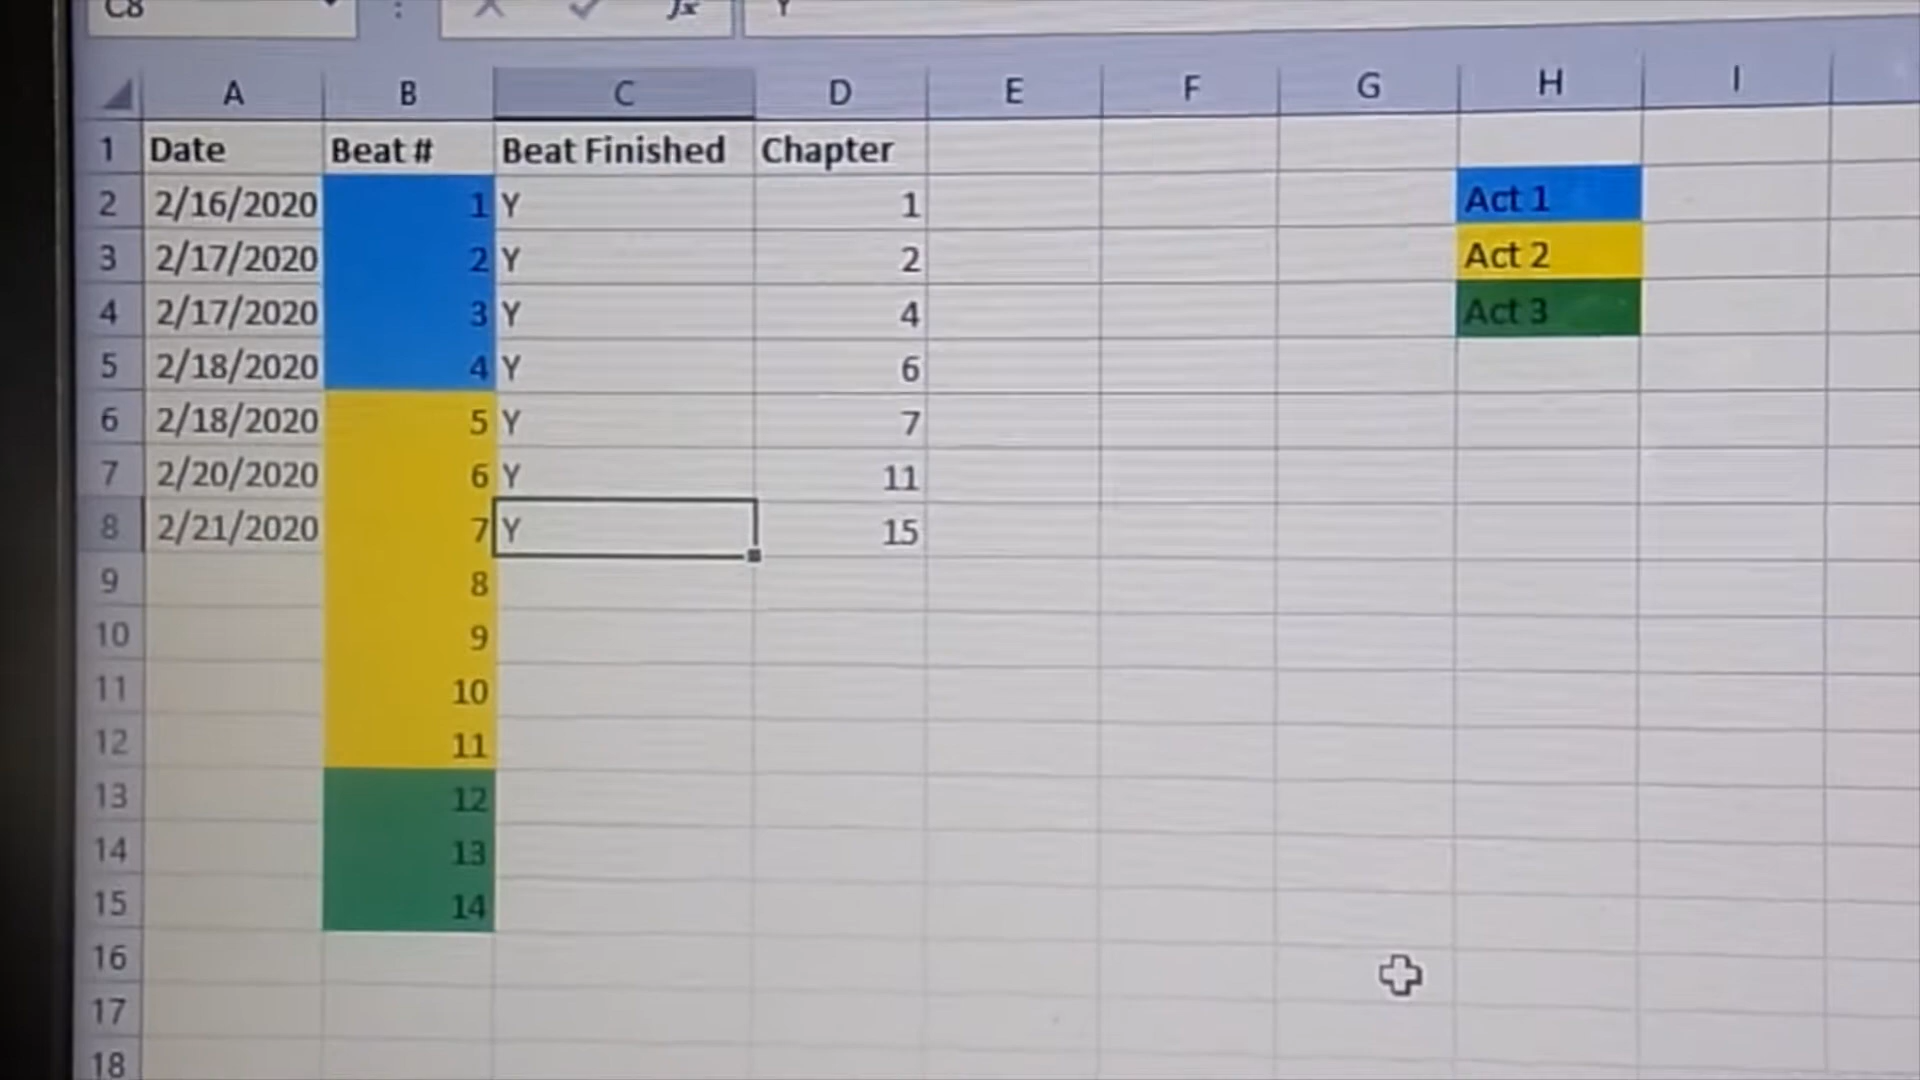 C8 fx Y
A B C D E F G H I
1 Date Beat # Beat Finished Chapter
2 2/16/2020 1 Y 1 Act 1
3 2/17/2020 2 Y 2 Act 2
4 2/17/2020 3 Y 4 Act 3
5 2/18/2020 4 Y 6
6 2/18/2020 5 Y 7
7 2/20/2020 6 Y 11
8 2/21/2020 7 Y 15
9 8
10 9
11 10
12 11
13 12
14 13
15 14
16
17
18